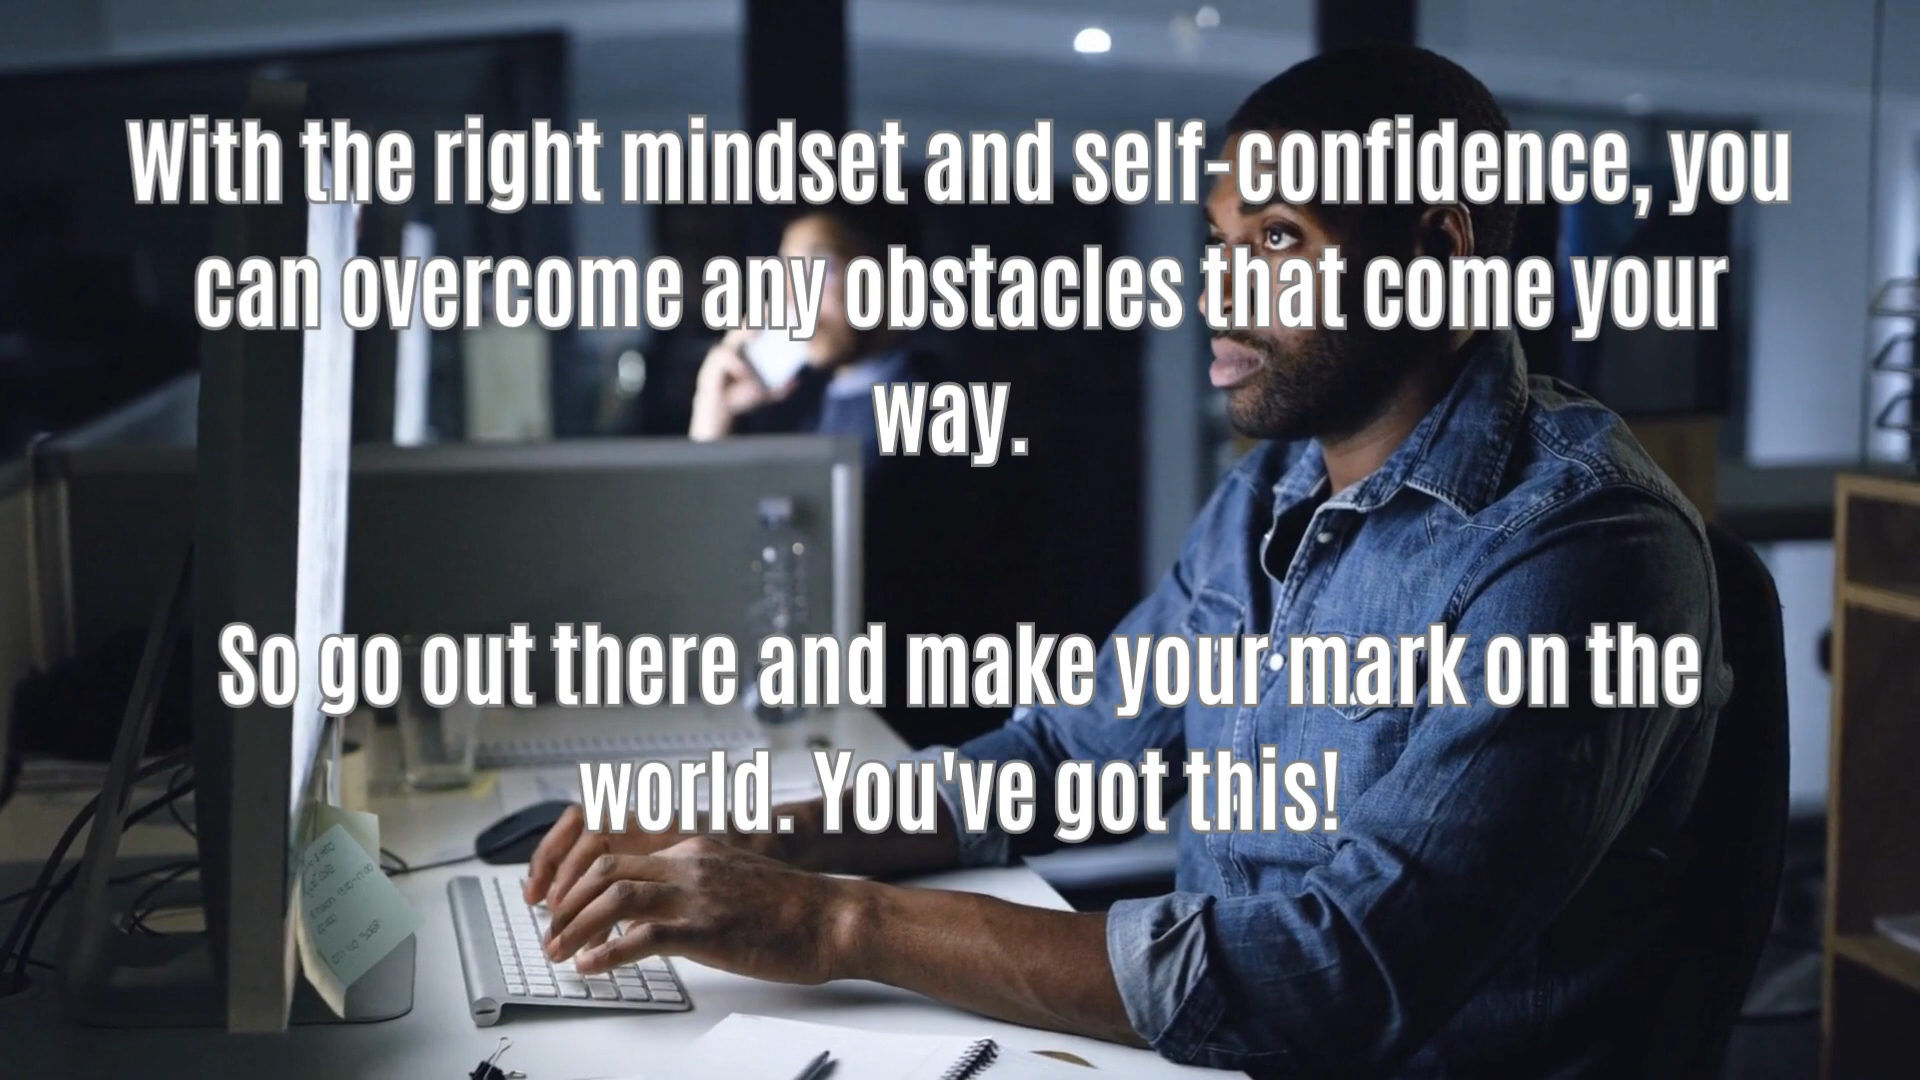 With the right mindset and self-confidence, you
can overcome any obstacles that come your
way.
So go out there and make your mark on the
world. You've got this!